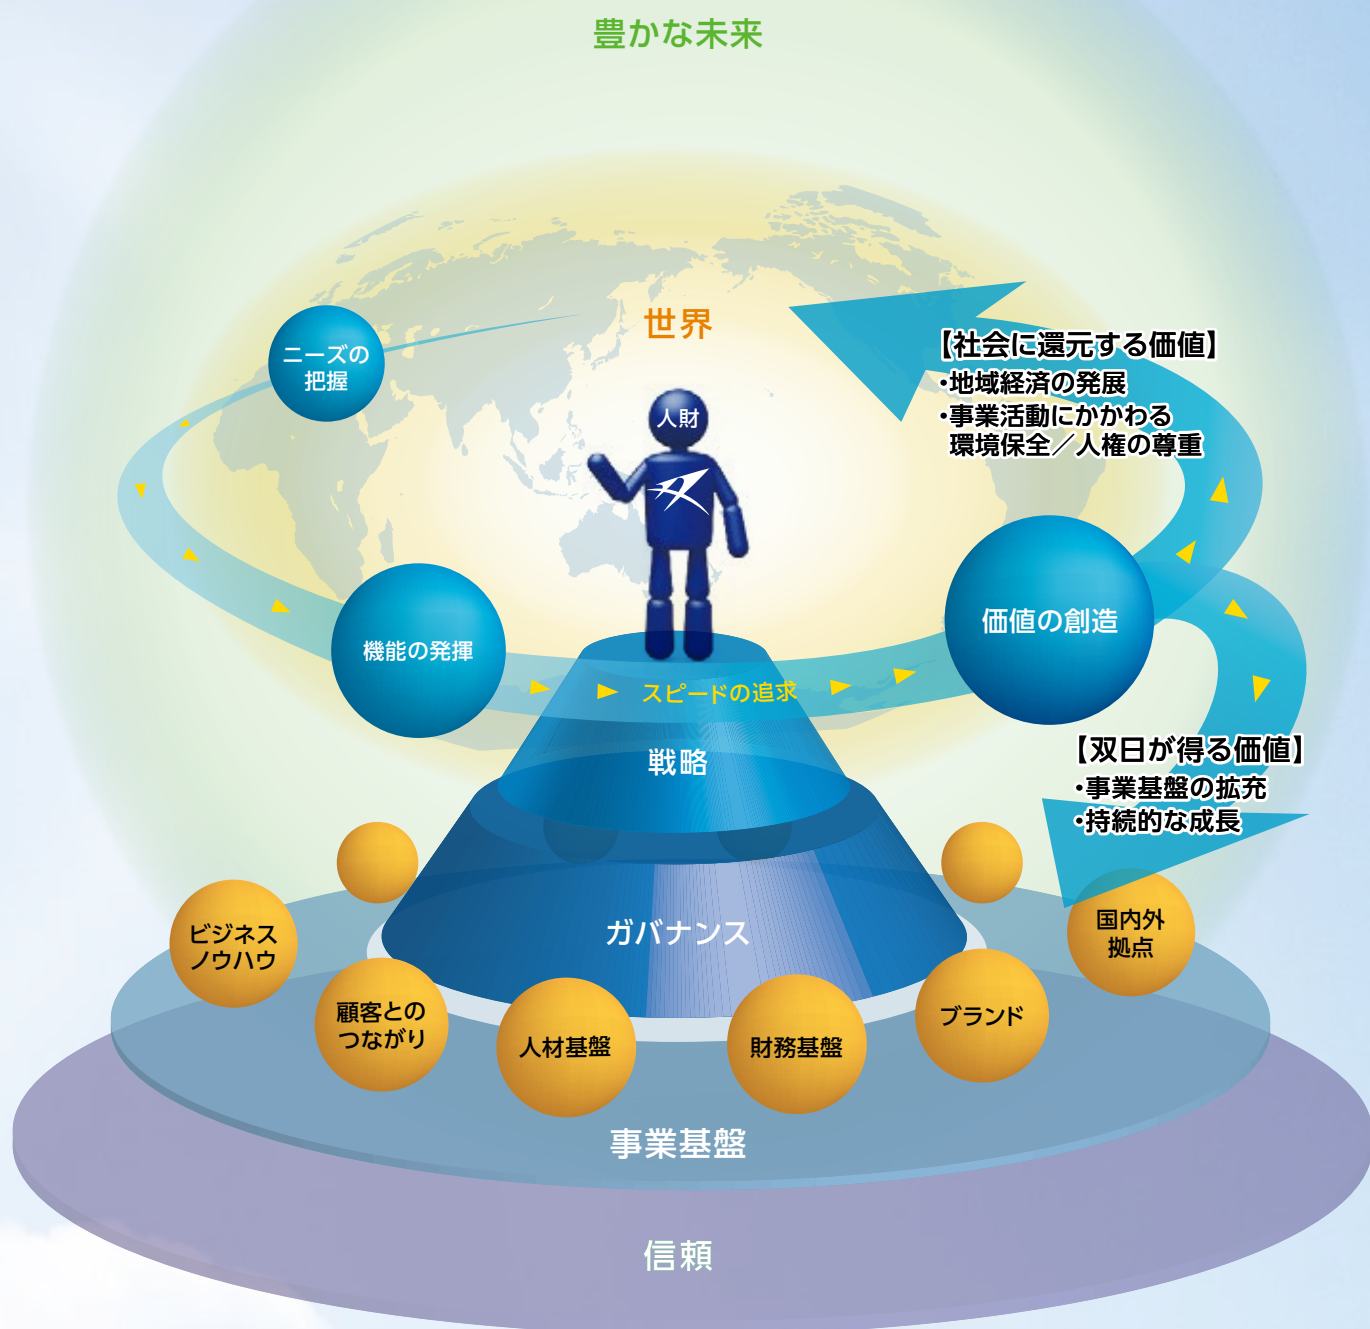 豊かな未来
世界
ニーズの
把握
人財
【社会に還元する価値】
・地域経済の発展
・事業活動にかかわる
環境保全／人権の尊重
価値の創造
機能の発揮
スピードの追求
戦略
【双日が得る価値】
・事業基盤の拡充
・持続的な成長
ガバナンス
ビジネス
ノウハウ
顧客との
つながり
人材基盤
財務基盤
ブランド
国内外
拠点
事業基盤
信頼